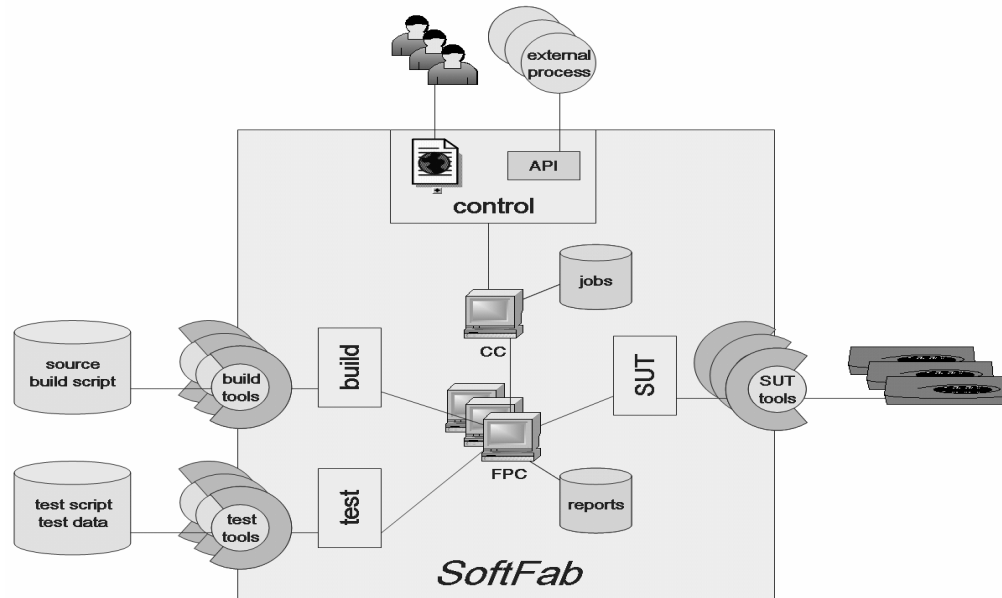 external
process
API
control
jobs
CC
source
build script
build
tools
build
SUT
SUT
tools
FPC
test script
test data
test
tools
test
reports
SoftFab